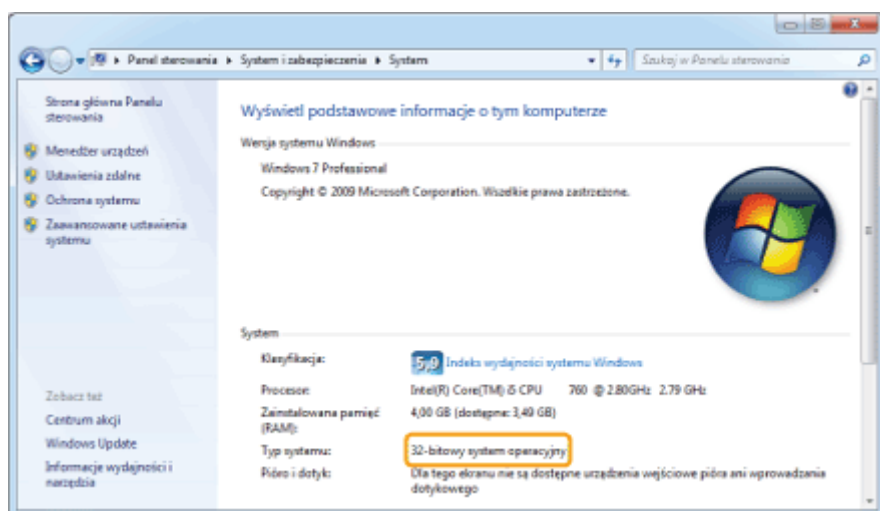 Panel sterowania ▸ System i zabezpieczenia ▸ System
Szukaj w Panelu sterowania
Strona główna Panelu
sterowania
Menedżer urządzeń
Ustawienia zdalne
Ochrona systemu
Zaawansowane ustawienia
systemu
Zobacz też
Centrum akcji
Windows Update
Informacje wydajności i
narzędzia
Wyświetl podstawowe informacje o tym komputerze
Wersja systemu Windows
Windows 7 Professional
Copyright © 2009 Microsoft Corporation. Wszelkie prawa zastrzeżone.
System
Klasyfikacja:
5,9 Indeks wydajności systemu Windows
Procesor:
Intel(R) Core(TM) i5 CPU 760 @ 2.80GHz 2.79 GHz
Zainstalowana pamięć
(RAM):
4,00 GB (dostępne: 3,49 GB)
Typ systemu:
32-bitowy system operacyjny
Pióro i dotyk:
Dla tego ekranu nie są dostępne urządzenia wejściowe pióra ani wprowadzania
dotykowego